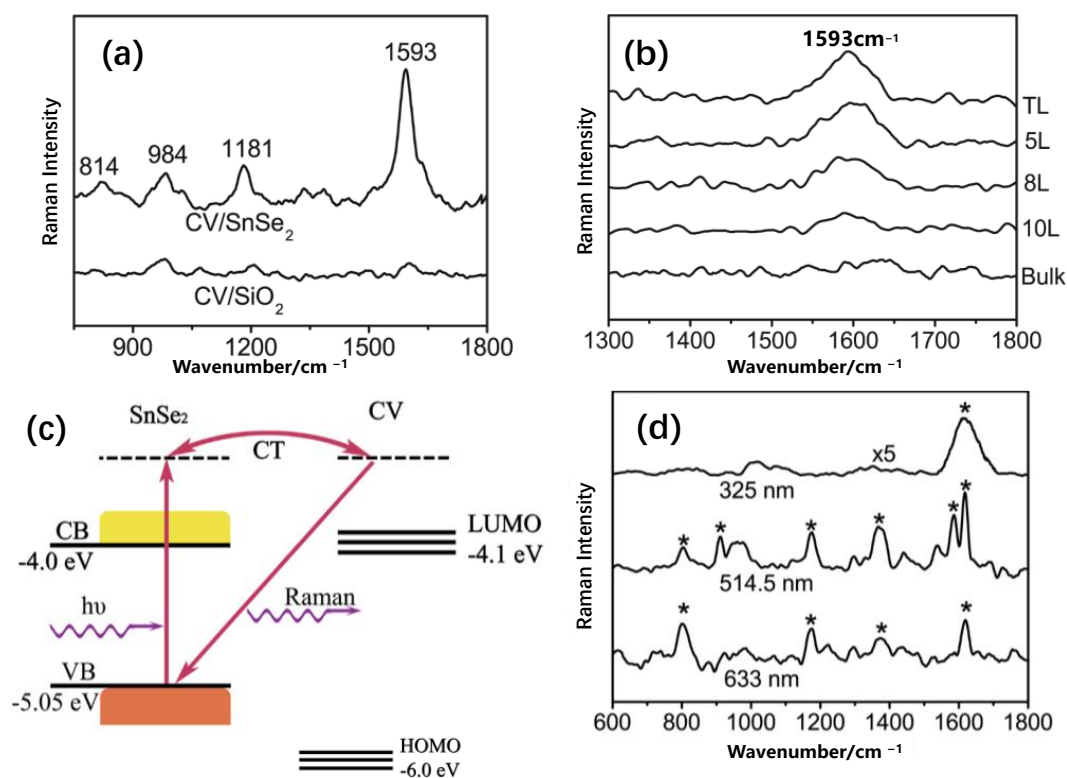 (a)
1593
814
984
1181
CV/SnSe₂
CV/SiO₂
Raman Intensity
900
1200
1500
1800
Wavenumber/cm ⁻¹
(b)
1593cm⁻¹
TL
5L
8L
10L
Bulk
Raman Intensity
1300
1400
1500
1600
1700
1800
Wavenumber/cm ⁻¹
(c)
SnSe₂
CV
CT
CB
-4.0 eV
LUMO
-4.1 eV
hυ
Raman
VB
-5.05 eV
HOMO
-6.0 eV
(d)
*
x5
325 nm
* * * * * *
514.5 nm
* * * *
633 nm
Raman Intensity
600
800
1000
1200
1400
1600
1800
Wavenumber/cm ⁻¹